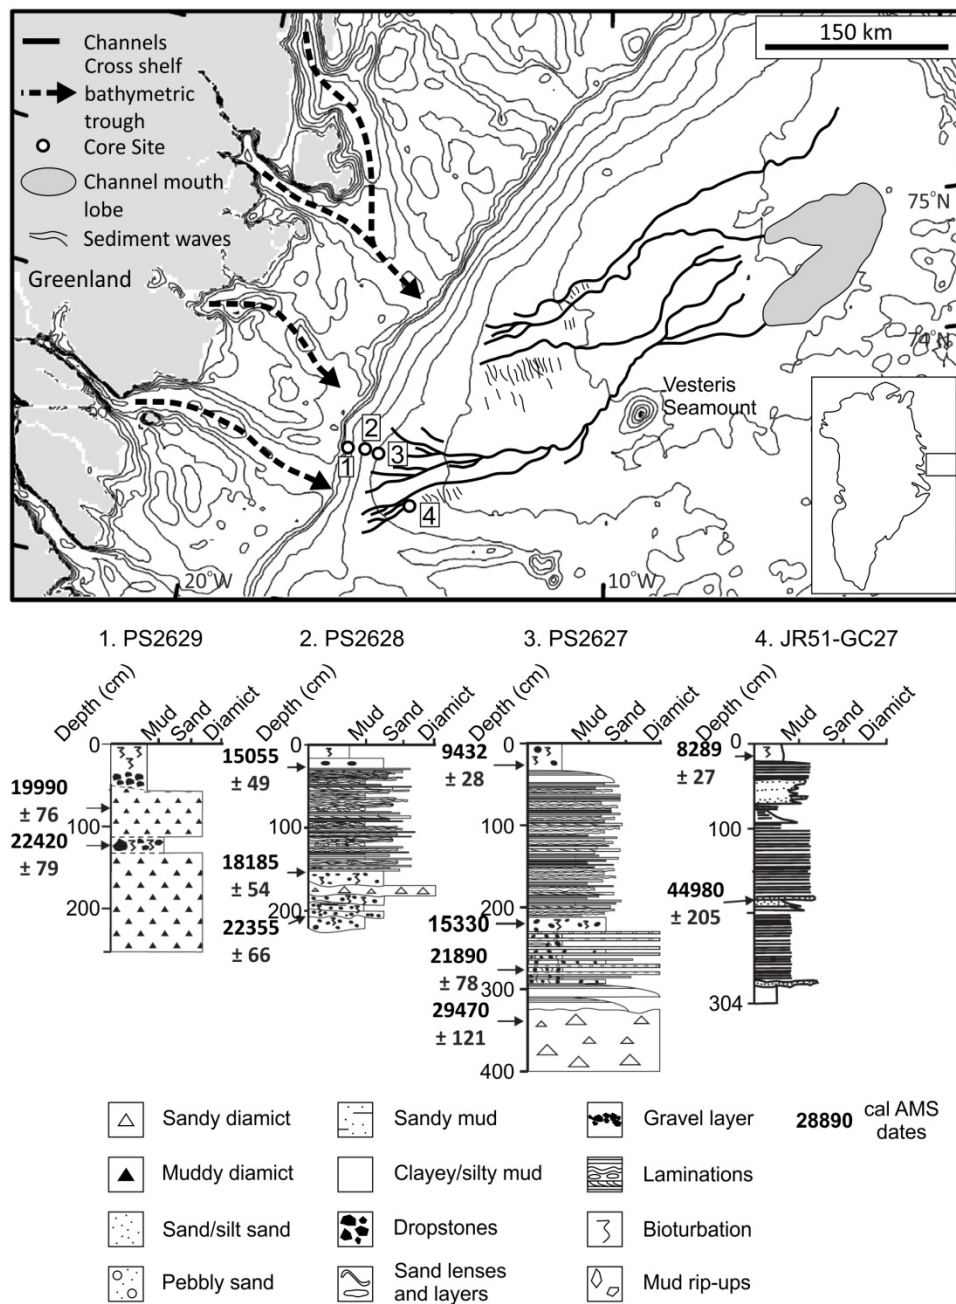 Channels
Cross shelf
bathymetric
trough
Core Site
Channel mouth
lobe
Sediment waves
Greenland
150 km
75°N
74°N
Vesteris
Seamount
1
2
3
4
20°W
10°W
1. PS2629
2. PS2628
3. PS2627
4. JR51-GC27
Depth (cm)
Mud
Sand
Diamict
0
100
200
19990
± 76
22420
± 79
Depth (cm)
Mud
Sand
Diamict
0
100
200
15055
± 49
18185
± 54
22355
± 66
Depth (cm)
Mud
Sand
Diamict
0
100
200
300
400
9432
± 28
15330
21890
± 78
29470
± 121
Depth (cm)
Mud
Sand
Diamict
0
100
304
8289
± 27
44980
± 205
Sandy diamict
Sandy mud
Gravel layer
28890 cal AMS
dates
Muddy diamict
Clayey/silty mud
Laminations
Sand/silt sand
Dropstones
Bioturbation
Pebbly sand
Sand lenses
and layers
Mud rip-ups